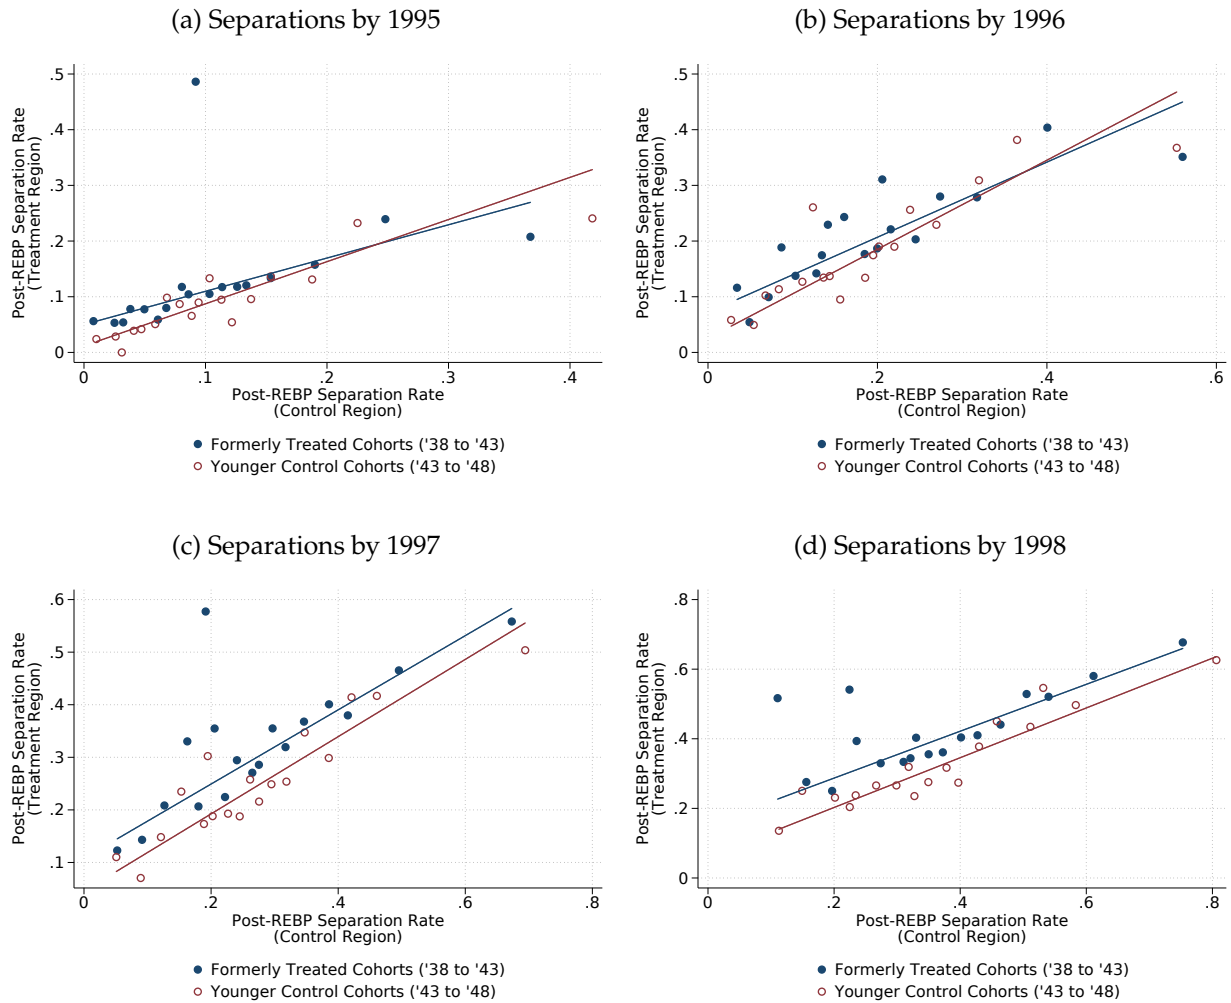 (a) Separations by 1995
Post-REBP Separation Rate
(Treatment Region)
.5
.4
.3
.2
.1
0
0 .1 .2 .3 .4
Post-REBP Separation Rate
(Control Region)
Formerly Treated Cohorts ('38 to '43)
Younger Control Cohorts ('43 to '48)
(b) Separations by 1996
Post-REBP Separation Rate
(Treatment Region)
.5
.4
.3
.2
.1
0
0 .2 .4 .6
Post-REBP Separation Rate
(Control Region)
Formerly Treated Cohorts ('38 to '43)
Younger Control Cohorts ('43 to '48)
(c) Separations by 1997
Post-REBP Separation Rate
(Treatment Region)
.6
.5
.4
.3
.2
.1
0 .2 .4 .6 .8
Post-REBP Separation Rate
(Control Region)
Formerly Treated Cohorts ('38 to '43)
Younger Control Cohorts ('43 to '48)
(d) Separations by 1998
Post-REBP Separation Rate
(Treatment Region)
.8
.6
.4
.2
0
0 .2 .4 .6 .8
Post-REBP Separation Rate
(Control Region)
Formerly Treated Cohorts ('38 to '43)
Younger Control Cohorts ('43 to '48)